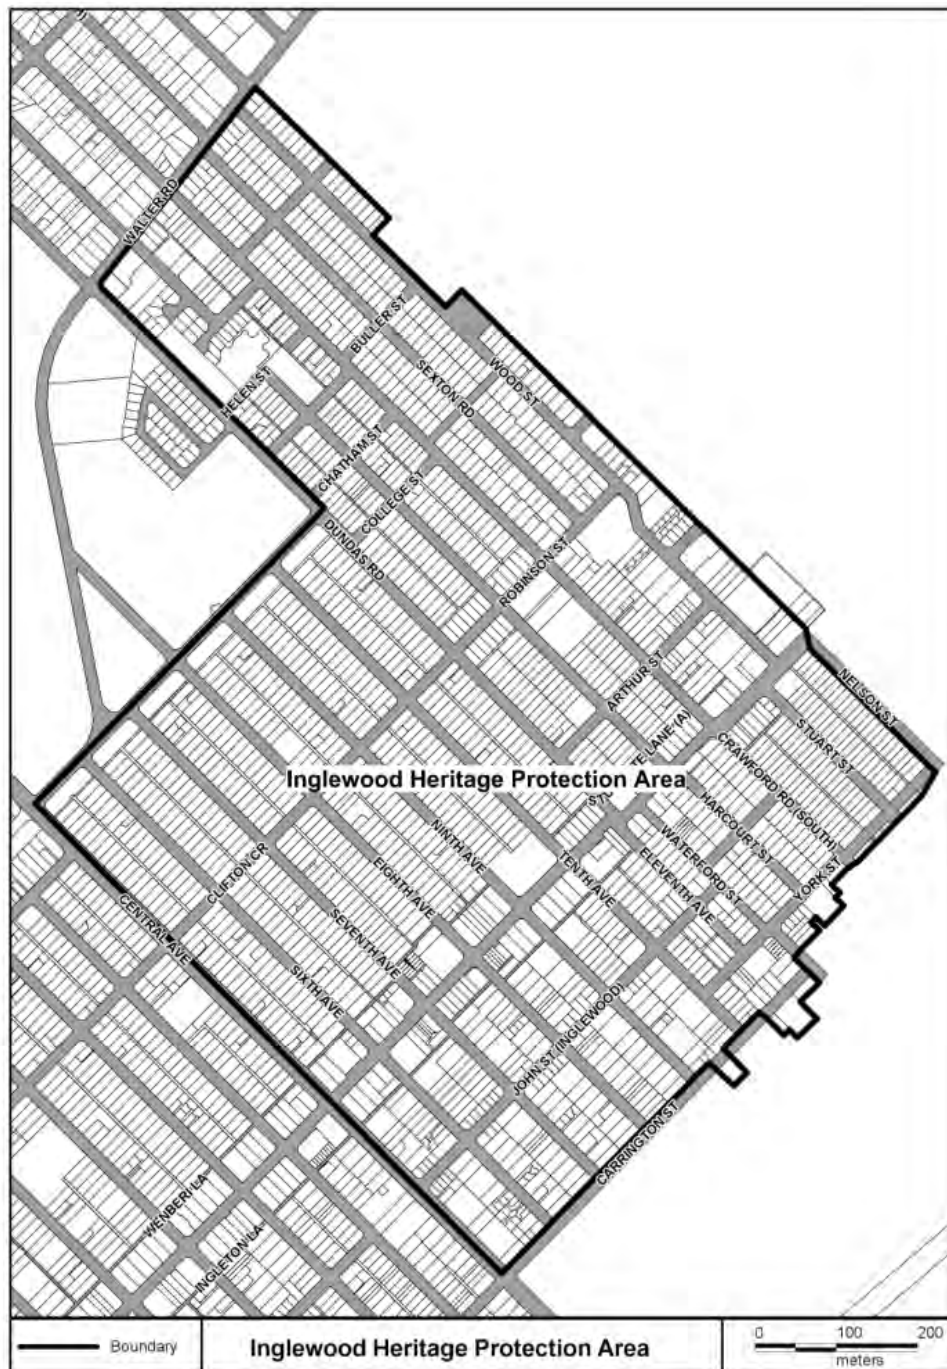 WALTER RD
BULLER ST
WOOD ST
SEXTON RD
HELEN ST
CHATHAM ST
COLLEGE ST
DUNDAS RD
ROBINSON ST
ARTHUR ST
NELSON ST
STUART ST
CRAWFORD RD (SOUTH)
Inglewood Heritage Protection Area
HARCOURT ST
WATERFORD ST
YORK ST
NINTH AVE
TENTH AVE
ELEVENTH AVE
CLIFTON CR
EIGHTH AVE
SEVENTH AVE
CENTRAL AVE
SIXTH AVE
JOHN ST (INGLEWOOD)
CARRINGTON ST
WENBERI LA
INGLETON LA
Boundary
Inglewood Heritage Protection Area
0 100 200
meters